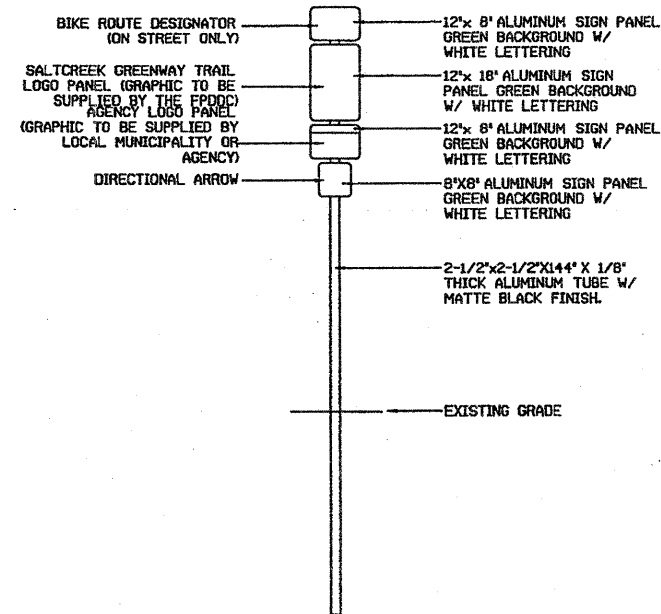 BIKE ROUTE DESIGNATOR
(ON STREET ONLY)
SALTCREEK GREENWAY TRAIL
LOGO PANEL (GRAPHIC TO BE
SUPPLIED BY THE FPDDC)
AGENCY LOGO PANEL
(GRAPHIC TO BE SUPPLIED BY
LOCAL MUNICIPALITY OR
AGENCY)
DIRECTIONAL ARROW
12"x 8" ALUMINUM SIGN PANEL
GREEN BACKGROUND W/
WHITE LETTERING
12"x 18" ALUMINUM SIGN
PANEL GREEN BACKGROUND
W/ WHITE LETTERING
12"x 8" ALUMINUM SIGN PANEL
GREEN BACKGROUND W/
WHITE LETTERING
8"X8" ALUMINUM SIGN PANEL
GREEN BACKGROUND W/
WHITE LETTERING
2-1/2"x2-1/2"X144" X 1/8"
THICK ALUMINUM TUBE W/
MATTE BLACK FINISH.
EXISTING GRADE